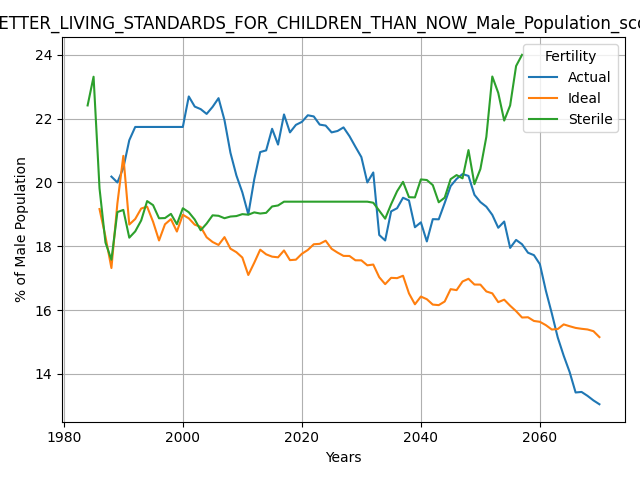 ETTER_LIVING_STANDARDS_FOR_CHILDREN_THAN_NOW_Male_Population_sco
24
22
20
18
16
14
% of Male Population
Fertility
Actual
Ideal
Sterile
1980
2000
2020
2040
2060
Years